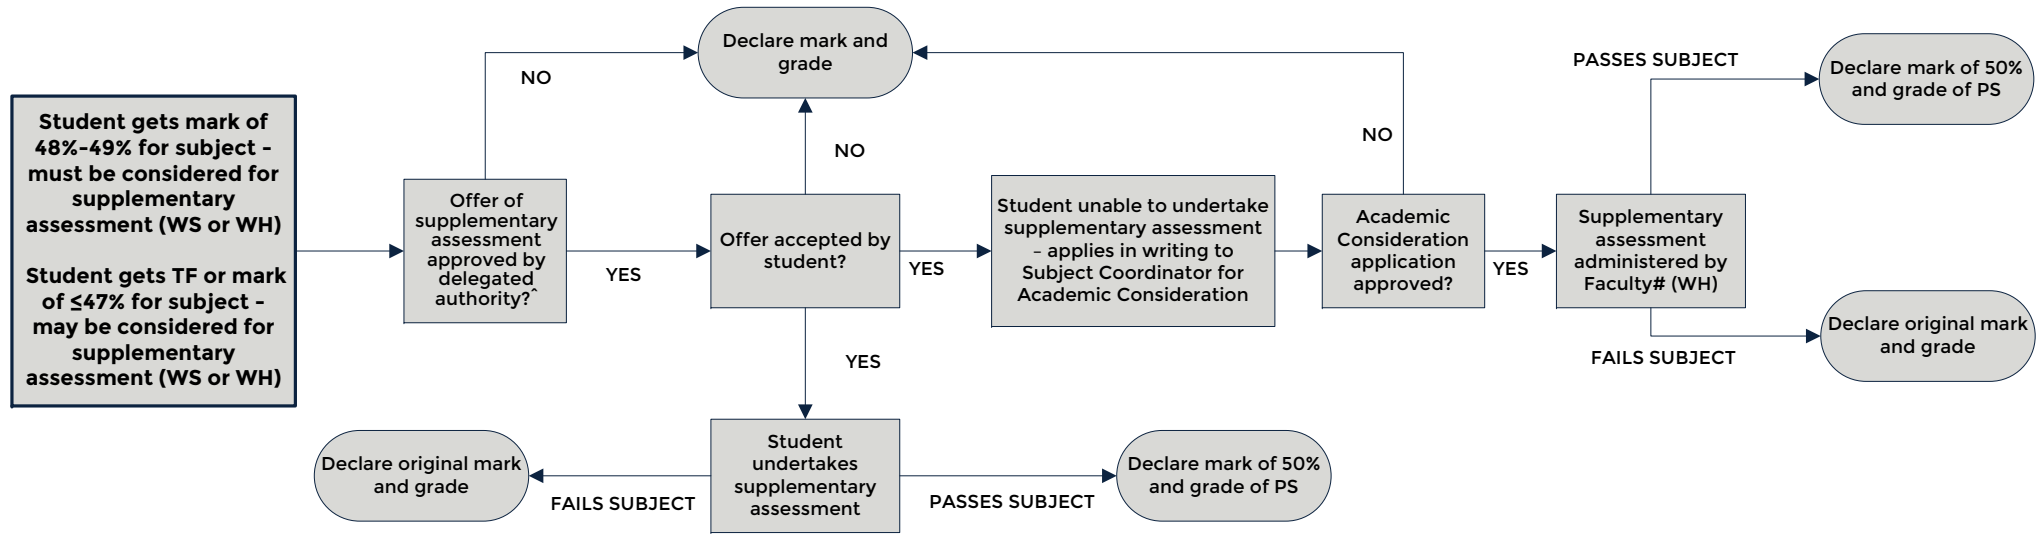 Student gets mark of
48%-49% for subject -
must be considered for
supplementary
assessment (WS or WH)
Student gets TF or mark
of ≤47% for subject -
may be considered for
supplementary
assessment (WS or WH)
Offer of
supplementary
assessment
approved by
delegated
authority?^
NO
YES
Declare mark and
grade
Offer accepted by
student?
NO
YES
YES
Student unable to undertake
supplementary assessment
– applies in writing to
Subject Coordinator for
Academic Consideration
Academic
Consideration
application
approved?
NO
YES
Supplementary
assessment
administered by
Faculty# (WH)
PASSES SUBJECT
Declare mark of 50%
and grade of PS
FAILS SUBJECT
Declare original mark
and grade
Student
undertakes
supplementary
assessment
FAILS SUBJECT
Declare original mark
and grade
PASSES SUBJECT
Declare mark of 50%
and grade of PS